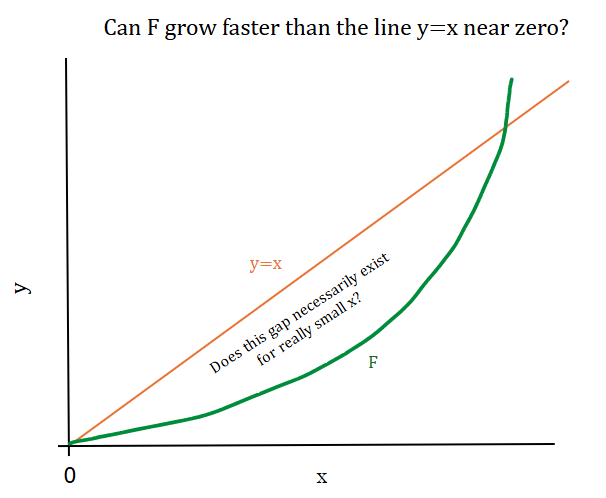 Can F grow faster than the line y=x near zero?
y=x
Does this gap necessarily exist
for really small x?
F
y
0
x